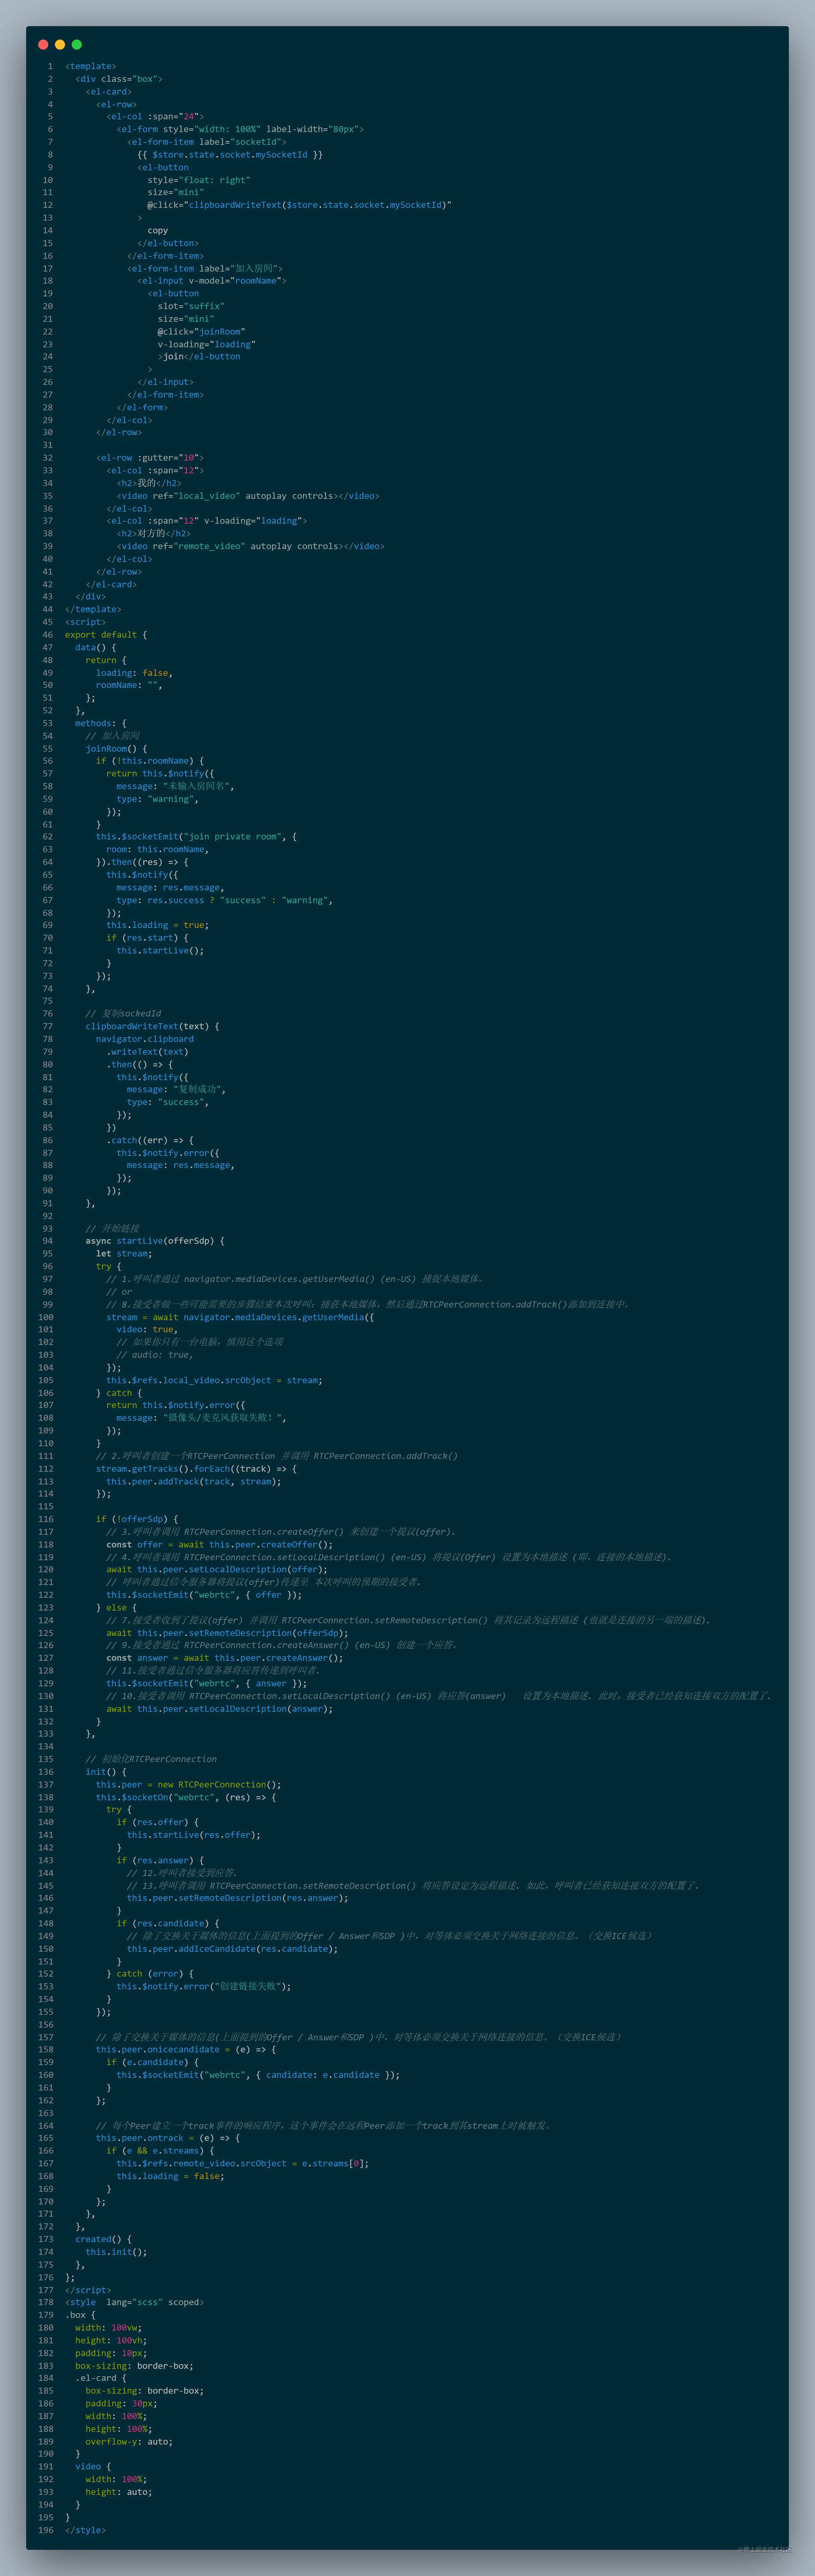 1 <template>
2 <div class="box">
3 <el-card>
4 <el-row>
5 <el-col :span="24">
6 <el-form style="width: 100%" label-width="80px">
7 <el-form-item label="socketId">
8 {{ $store.state.socket.mySocketId }}
9 <el-button
10 style="float: right"
11 size="mini"
12 @click="clipboardWriteText($store.state.socket.mySocketId)"
13 >
14 copy
15 </el-button>
16 </el-form-item>
17 <el-form-item label="加入房间">
18 <el-input v-model="roomName">
19 <el-button
20 slot="suffix"
21 size="mini"
22 @click="joinRoom"
23 v-loading="loading"
24 >join</el-button
25 >
26 </el-input>
27 </el-form-item>
28 </el-form>
29 </el-col>
30 </el-row>
31
32 <el-row :gutter="10">
33 <el-col :span="12">
34 <h2>我的</h2>
35 <video ref="local_video" autoplay controls></video>
36 </el-col>
37 <el-col :span="12" v-loading="loading">
38 <h2>对方的</h2>
39 <video ref="remote_video" autoplay controls></video>
40 </el-col>
41 </el-row>
42 </el-card>
43 </div>
44 </template>
45 <script>
46 export default {
47 data() {
48 return {
49 loading: false,
50 roomName: "",
51 };
52 },
53 methods: {
54 // 加入房间
55 joinRoom() {
56 if (!this.roomName) {
57 return this.$notify({
58 message: "未输入房间名",
59 type: "warning",
60 });
61 }
62 this.$socketEmit("join private room", {
63 room: this.roomName,
64 }).then((res) => {
65 this.$notify({
66 message: res.message,
67 type: res.success ? "success" : "warning",
68 });
69 this.loading = true;
70 if (res.start) {
71 this.startLive();
72 }
73 });
74 },
75
76 // 复制sockedId
77 clipboardWriteText(text) {
78 navigator.clipboard
79 .writeText(text)
80 .then(() => {
81 this.$notify({
82 message: "复制成功",
83 type: "success",
84 });
85 })
86 .catch((err) => {
87 this.$notify.error({
88 message: res.message,
89 });
90 });
91 },
92
93 // 开始链接
94 async startLive(offerSdp) {
95 let stream;
96 try {
97 // 1.呼叫者通过 navigator.mediaDevices.getUserMedia() (en-US) 捕捉本地媒体。
98 // or
99 // 8.接受者做一些可能需要的步骤结束本次呼叫：捕获本地媒体，然后通过RTCPeerConnection.addTrack()添加到连接中。
100 stream = await navigator.mediaDevices.getUserMedia({
101 video: true,
102 // 如果你只有一台电脑，慎用这个选项
103 // audio: true,
104 });
105 this.$refs.local_video.srcObject = stream;
106 } catch {
107 return this.$notify.error({
108 message: "摄像头/麦克风获取失败！",
109 });
110 }
111 // 2.呼叫者创建一个RTCPeerConnection 并调用 RTCPeerConnection.addTrack()
112 stream.getTracks().forEach((track) => {
113 this.peer.addTrack(track, stream);
114 });
115
116 if (!offerSdp) {
117 // 3.呼叫者调用 RTCPeerConnection.createOffer() 来创建一个提议(offer).
118 const offer = await this.peer.createOffer();
119 // 4.呼叫者调用 RTCPeerConnection.setLocalDescription() (en-US) 将提议(Offer) 设置为本地描述 (即，连接的本地描述).
120 await this.peer.setLocalDescription(offer);
121 // 呼叫者通过信令服务器将提议(offer)传递至 本次呼叫的预期的接受者.
122 this.$socketEmit("webrtc", { offer });
123 } else {
124 // 7.接受者收到了提议(offer) 并调用 RTCPeerConnection.setRemoteDescription() 将其记录为远程描述 (也就是连接的另一端的描述).
125 await this.peer.setRemoteDescription(offerSdp);
126 // 9.接受者通过 RTCPeerConnection.createAnswer() (en-US) 创建一个应答。
127 const answer = await this.peer.createAnswer();
128 // 11.接受者通过信令服务器将应答传递到呼叫者.
129 this.$socketEmit("webrtc", { answer });
130 // 10.接受者调用 RTCPeerConnection.setLocalDescription() (en-US) 将应答(answer) 设置为本地描述. 此时，接受者已经获知连接双方的配置了.
131 await this.peer.setLocalDescription(answer);
132 }
133 },
134
135 // 初始化RTCPeerConnection
136 init() {
137 this.peer = new RTCPeerConnection();
138 this.$socketOn("webrtc", (res) => {
139 try {
140 if (res.offer) {
141 this.startLive(res.offer);
142 }
143 if (res.answer) {
144 // 12.呼叫者接受到应答.
145 // 13.呼叫者调用 RTCPeerConnection.setRemoteDescription() 将应答设定为远程描述. 如此，呼叫者已经获知连接双方的配置了.
146 this.peer.setRemoteDescription(res.answer);
147 }
148 if (res.candidate) {
149 // 除了交换关于媒体的信息(上面提到的Offer / Answer和SDP )中，对等体必须交换关于网络连接的信息。（交换ICE候选）
150 this.peer.addIceCandidate(res.candidate);
151 }
152 } catch (error) {
153 this.$notify.error("创建链接失败");
154 }
155 });
156
157 // 除了交换关于媒体的信息(上面提到的Offer / Answer和SDP )中，对等体必须交换关于网络连接的信息。（交换ICE候选）
158 this.peer.onicecandidate = (e) => {
159 if (e.candidate) {
160 this.$socketEmit("webrtc", { candidate: e.candidate });
161 }
162 };
163
164 // 每个Peer建立一个track事件的响应程序，这个事件会在远程Peer添加一个track到其stream上时被触发。
165 this.peer.ontrack = (e) => {
166 if (e && e.streams) {
167 this.$refs.remote_video.srcObject = e.streams[0];
168 this.loading = false;
169 }
170 };
171 },
172 },
173 created() {
174 this.init();
175 },
176 };
177 </script>
178 <style lang="scss" scoped>
179 .box {
180 width: 100vw;
181 height: 100vh;
182 padding: 10px;
183 box-sizing: border-box;
184 .el-card {
185 box-sizing: border-box;
186 padding: 30px;
187 width: 100%;
188 height: 100%;
189 overflow-y: auto;
190 }
191 video {
192 width: 100%;
193 height: auto;
194 }
195 }
196 </style>
@稀土掘金技术社区